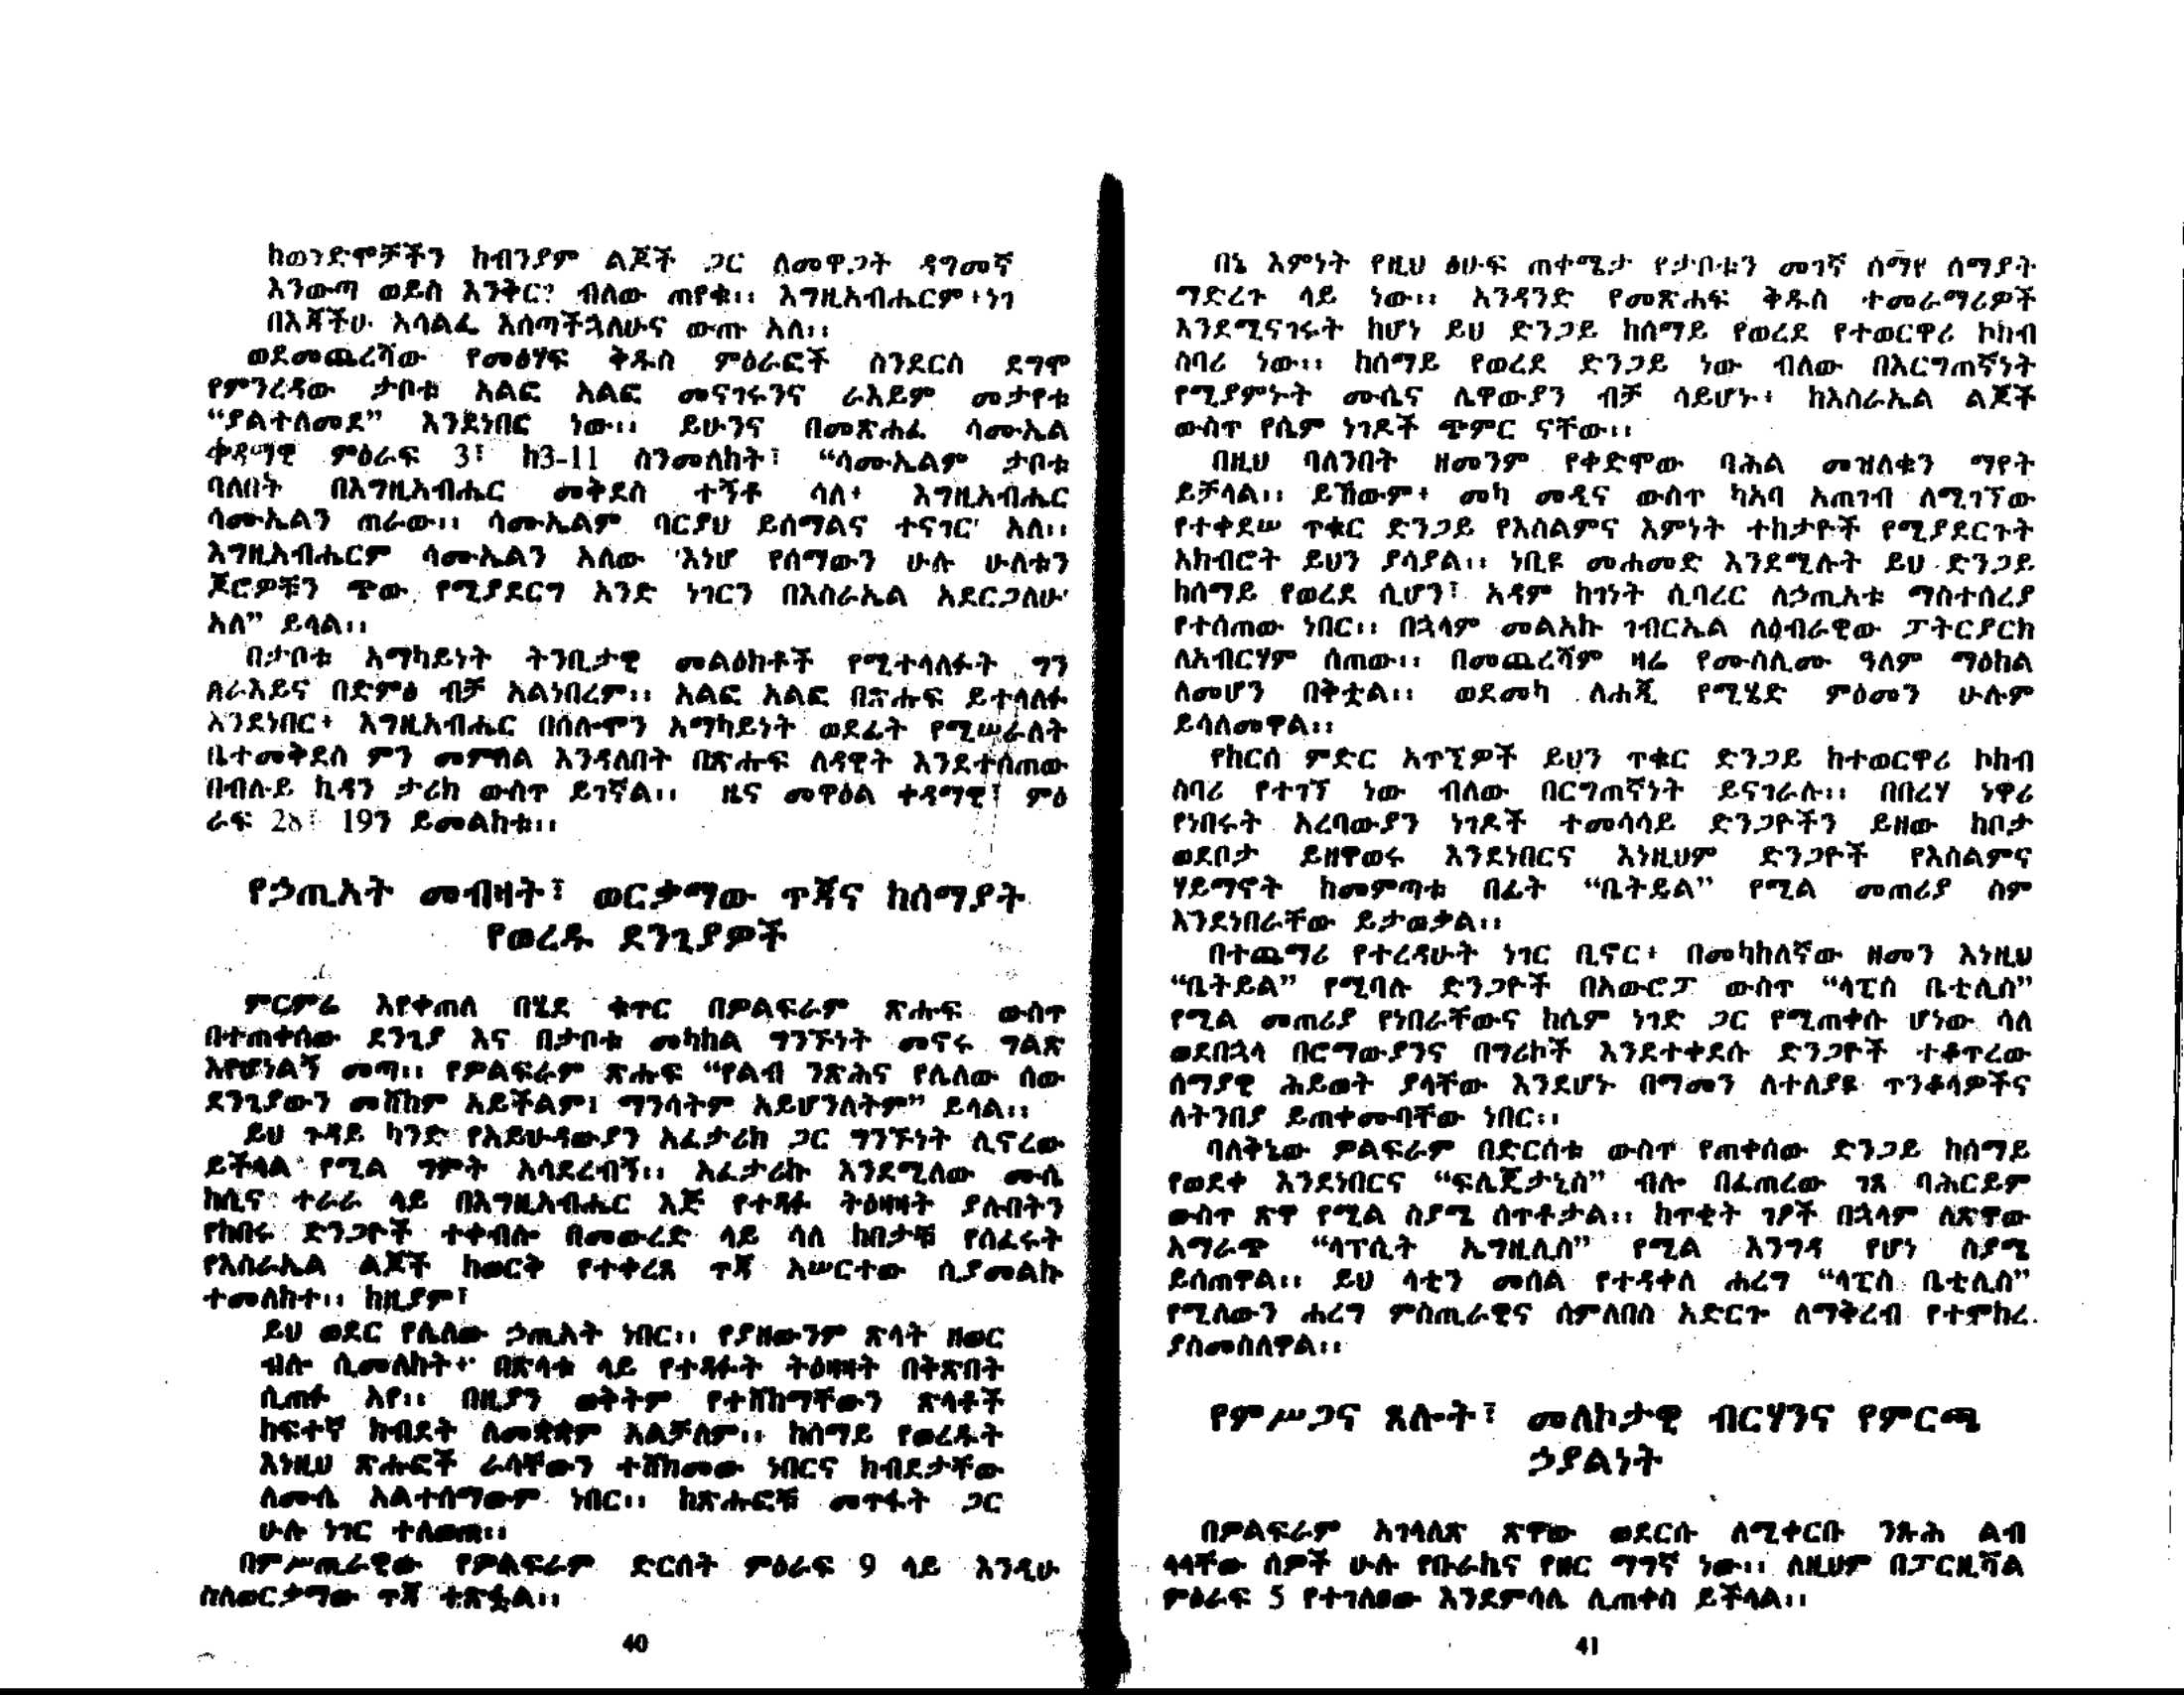 ከወንድሞቻችን ከብንያም ልጆች ጋር ለመዋጋት ዳግመኛ
እንውጣ ወይስ እንቅር? ብለው ጠየቁ። እግዚአብሔርም፥ነገ
በእጃችሁ አሳልፌ እሰጣችኋለሁና ውጡ አለ።
ወደመጨረሻው የመፅሃፍ ቅዱስ ምዕራፎች ስንደርስ ደግሞ
የምንረዳው ታቦቱ አልፎ አልፎ መናገሩንና ራእይም መታየቱ
“ያልተለመደ” እንደነበር ነው። ይሁንና በመጽሐፈ ሳሙኤል
ቀዳማዊ ምዕራፍ 3፣ ከ3-11 ስንመለከት፣ “ሳሙኤልም ታቦቱ
ባለበት በእግዚአብሔር መቅደስ ተኝቶ ሳለ፥ እግዚአብሔር
ሳሙኤልን ጠራው። ሳሙኤልም ባርያህ ይሰማልና ተናገር' አለ።
እግዚአብሔርም ሳሙኤልን አለው 'እነሆ የሰማውን ሁሉ ሁለቱን
ጆሮዎቹን ጭው የሚያደርግ አንድ ነገርን በእስራኤል አደርጋለሁ'
አለ” ይላል።
በታቦቱ አማካይነት ትንቢታዊ መልዕክቶች የሚተላለፉት ግን
በራእይና በድምፅ ብቻ አልነበረም። አልፎ አልፎ በጽሑፍ ይተላለፉ
እንደነበር፥ እግዚአብሔር በሰሎሞን አማካይነት ወደፊት የሚሠራለት
ቤተመቅደስ ምን መምሰል እንዳለበት በጽሑፍ ለዳዊት እንደተሰጠው
በብሉይ ኪዳን ታሪክ ውስጥ ይገኛል። ዜና መዋዕል ቀዳማዊ፣ ምዕ
ራፍ 28፣ 19ን ይመልከቱ።
የኃጢአት መብዛት፣ ወርቃማው ጥጃና ከሰማያት
የወረዱ ደንጊያዎች
ምርምሬ እየቀጠለ በሄደ ቁጥር በዎልፍራም ጽሑፍ ውስጥ
በተጠቀሰው ደንጊያ እና በታቦቱ መካከል ግንኙነት መኖሩ ግልጽ
እየሆነልኝ መጣ። የዎልፍራም ጽሑፍ “የልብ ንጽሕና የሌለው ሰው
ደንጊያውን መሸከም አይችልም፤ ማንሳትም አይሆንለትም” ይላል።
ይህ ጉዳይ ካንድ የአይሁዳውያን አፈታሪክ ጋር ግንኙነት ሊኖረው
ይችላል የሚል ግምት አሳደረብኝ። አፈታሪኩ እንደሚለው ሙሴ
ከሲና ተራራ ላይ በእግዚአብሔር እጅ የተጻፉ ትዕዛዛት ያሉበትን
የከበሩ ድንጋዮች ተቀብሎ በመውረድ ላይ ሳለ ከበታቹ የሰፈሩት
የእስራኤል ልጆች ከወርቅ የተቀረጸ ጥጃ አሠርተው ሲያመልኩ
ተመለከተ። ከዚያም፣
ይህ ወደር የሌለው ኃጢአት ነበር። የያዘውንም ጽላት ዘወር
ብሎ ሲመለከት፥ በጽላቱ ላይ የተጻፉት ትዕዛዛት በቅጽበት
ሲጠፉ አየ። በዚያን ወቅትም የተሸከማቸውን ጽላቶች
ከፍተኛ ክብደት ለመቋቋም አልቻለም። ከሰማይ የወረዱት
እነዚህ ጽሑፎች ራሳቸውን ተሸክመው ነበርና ክብደታቸው
ለሙሴ አልተሰማውም ነበር። ከጽሑፎቹ መጥፋት ጋር
ሁሉ ነገር ተለወጠ።
በምሥጢራዊው የዎልፍራም ድርሰት ምዕራፍ 9 ላይ እንዲሁ
ስለወርቃማው ጥጃ ተጽፏል።
40
በኔ እምነት የዚህ ፅሁፍ ጠቀሜታ የታቦቱን መገኛ ሰማየ ሰማያት
ማድረጉ ላይ ነው። አንዳንድ የመጽሐፍ ቅዱስ ተመራማሪዎች
እንደሚናገሩት ከሆነ ይህ ድንጋይ ከሰማይ የወረደ የተወርዋሪ ኮከብ
ስባሪ ነው። ከሰማይ የወረደ ድንጋይ ነው ብለው በእርግጠኛነት
የሚያምኑት ሙሴና ሌዋውያን ብቻ ሳይሆኑ፥ ከእስራኤል ልጆች
ውስጥ የሴም ነገዶች ጭምር ናቸው።
በዚህ ባለንበት ዘመንም የቀድሞው ባሕል መዝለቁን ማየት
ይቻላል። ይኸውም፥ መካ መዲና ውስጥ ካአባ አጠገብ ለሚገኘው
የተቀደሠ ጥቁር ድንጋይ የእስልምና እምነት ተከታዮች የሚያደርጉት
አክብሮት ይህን ያሳያል። ነቢዩ መሐመድ እንደሚሉት ይህ ድንጋይ
ከሰማይ የወረደ ሲሆን፣ አዳም ከገነት ሲባረር ለኃጢአቱ ማስተሰረያ
የተሰጠው ነበር። በኋላም መልአኩ ገብርኤል ለዕብራዊው ፓትርያርክ
ለአብርሃም ሰጠው። በመጨረሻም ዛሬ የሙስሊሙ ዓለም ማዕከል
ለመሆን በቅቷል። ወደመካ ለሐጂ የሚሄድ ምዕመን ሁሉም
ይሳለመዋል።
የከርሰ ምድር አጥኚዎች ይህን ጥቁር ድንጋይ ከተወርዋሪ ኮከብ
ስባሪ የተገኘ ነው ብለው በርግጠኛነት ይናገራሉ። በበረሃ ነዋሪ
የነበሩት አረባውያን ነገዶች ተመሳሳይ ድንጋዮችን ይዘው ከቦታ
ወደቦታ ይዘዋወሩ እንደነበርና እነዚህም ድንጋዮች የእስልምና
ሃይማኖት ከመምጣቱ በፊት “ቤትይል” የሚል መጠሪያ ስም
እንደነበራቸው ይታወቃል።
በተጨማሪ የተረዳሁት ነገር ቢኖር፥ በመካከለኛው ዘመን እነዚህ
“ቤትይል” የሚባሉ ድንጋዮች በአውሮፓ ውስጥ “ላፒስ ቤቲሊስ”
የሚል መጠሪያ የነበራቸውና ከሴም ነገድ ጋር የሚጠቀሱ ሆነው ሳለ
ወደበኋላ በሮማውያንና በግሪኮች እንደተቀደሱ ድንጋዮች ተቆጥረው
ሰማያዊ ሕይወት ያላቸው እንደሆኑ በማመን ለተለያዩ ጥንቆላዎችና
ለትንበያ ይጠቀሙባቸው ነበር።
ባለቅኔው ዎልፍራም በድርሰቱ ውስጥ የጠቀሰው ድንጋይ ከሰማይ
የወደቀ እንደነበርና “ፍሊጄታኒስ” ብሎ በፈጠረው ገጸ ባሕርይም
ውስጥ ጽዋ የሚል ስያሜ ሰጥቶታል። ከጥቂት ገፆች በኋላም ለጽዋው
አማራጭ “ላፕሲት ኤግዚሊስ” የሚል እንግዳ የሆነ ስያሜ
ይሰጠዋል። ይህ ላቲን መሰል የተዳቀለ ሐረግ “ላፒስ ቤቲሊስ”
የሚለውን ሐረግ ምስጢራዊና ሰምለበስ አድርጎ ለማቅረብ የተሞከረ
ያስመስለዋል።
የምሥጋና ጸሎት፣ መለኮታዊ ብርሃንና የምርጫ
ኃያልነት
በዎልፍራም አገላለጽ ጽዋው ወደርሱ ለሚቀርቡ ንጹሕ ልብ
ላላቸው ሰዎች ሁሉ የቡራኬና የዘር ማግኛ ነው። ለዚህም በፓርዚቫል
ምዕራፍ 5 የተገለፀው እንደምሳሌ ሊጠቀስ ይችላል።
41